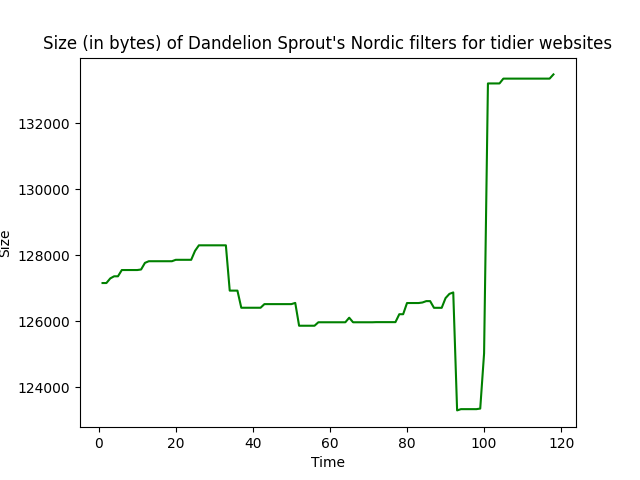 Size (in bytes) of Dandelion Sprout's Nordic filters for tidier websites
132000
130000
128000
126000
124000
Size
0 20 40 60 80 100 120
Time